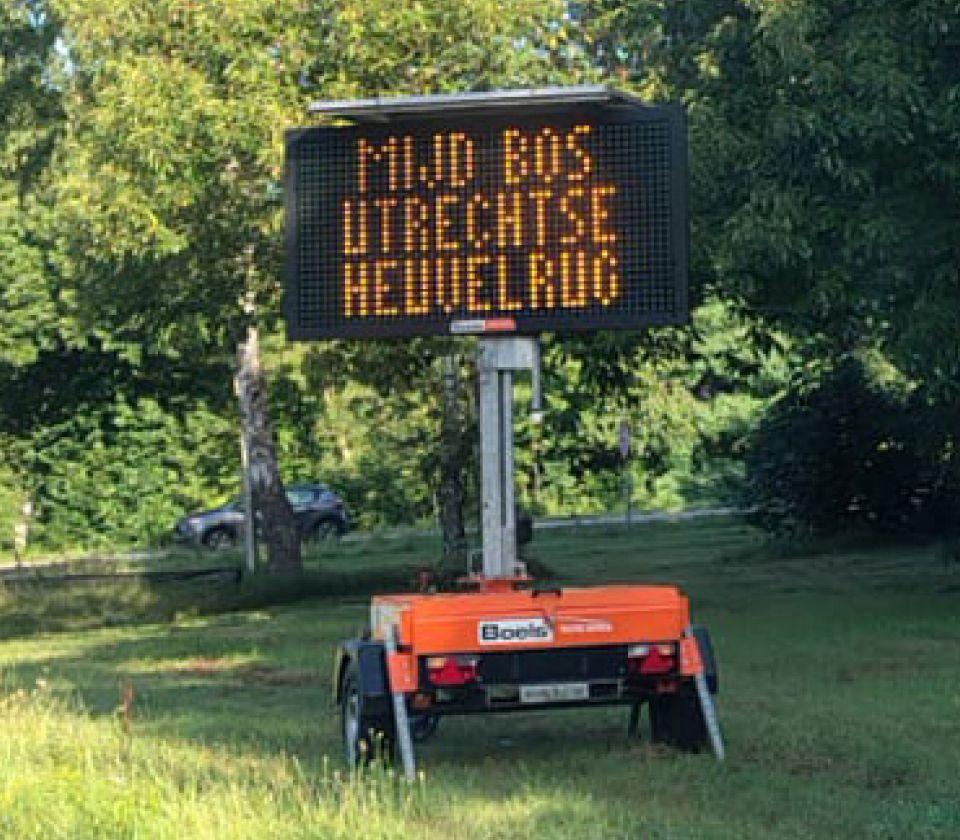 MIJD BOS
UTRECHTSE
HEUVELRUG
Boels